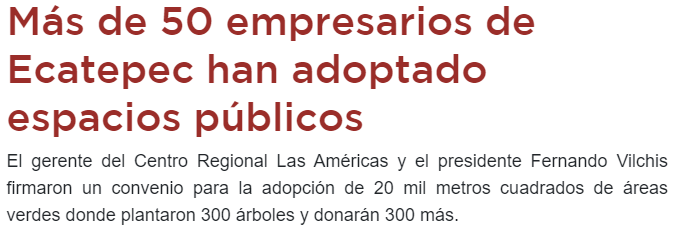 Más de 50 empresarios de
Ecatepec han adoptado
espacios públicos
El gerente del Centro Regional Las Américas y el presidente Fernando Vilchis
firmaron un convenio para la adopción de 20 mil metros cuadrados de áreas
verdes donde plantaron 300 árboles y donarán 300 más.